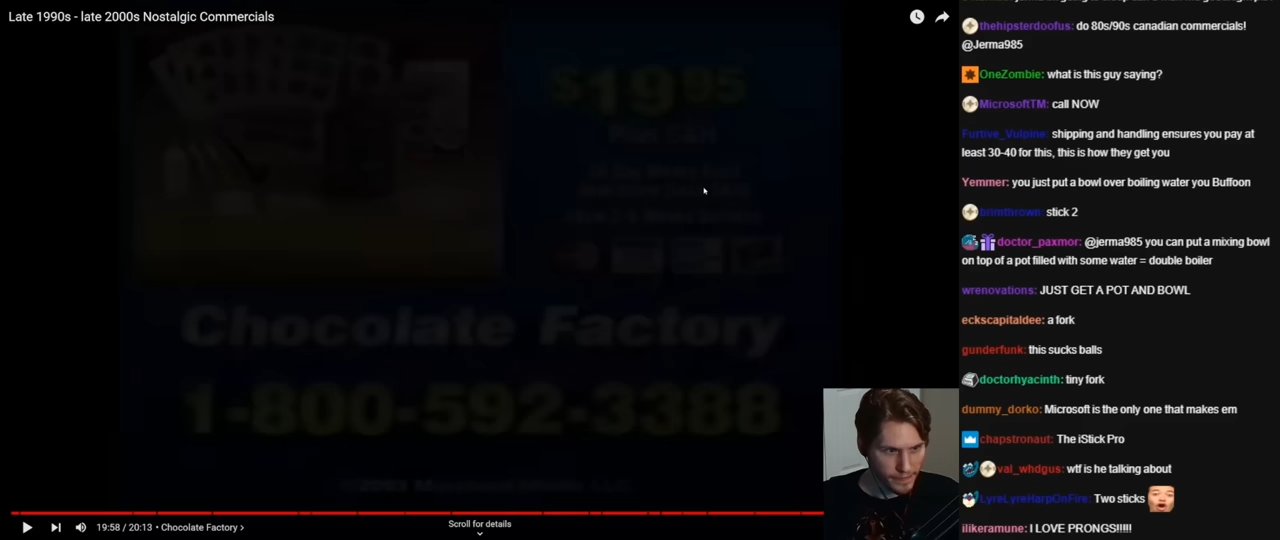 Late 1990s - late 2000s Nostalgic Commercials
$19.95
Plus S&H
Chocolate Factory
1-800-592-3388
19:58 / 20:13 • Chocolate Factory >
Scroll for details
thehipsterdoofus: do 80s/90s canadian commercials!
@Jerma985
OneZombie: what is this guy saying?
MicrosoftTM: call NOW
Furtive_Vulpine: shipping and handling ensures you pay at
least 30-40 for this, this is how they get you
Yemmer: you just put a bowl over boiling water you Buffoon
brimthrown: stick 2
doctor_paxmor: @jerma985 you can put a mixing bowl
on top of a pot filled with some water = double boiler
wrenovations: JUST GET A POT AND BOWL
eckscapitaldee: a fork
gunderfunk: this sucks balls
doctorhyacinth: tiny fork
dummy_dorko: Microsoft is the only one that makes em
chapstronaut: The iStick Pro
val_whdgus: wtf is he talking about
LyreLyreHarpOnFire: Two sticks
ilikeramune: I LOVE PRONGS!!!!!